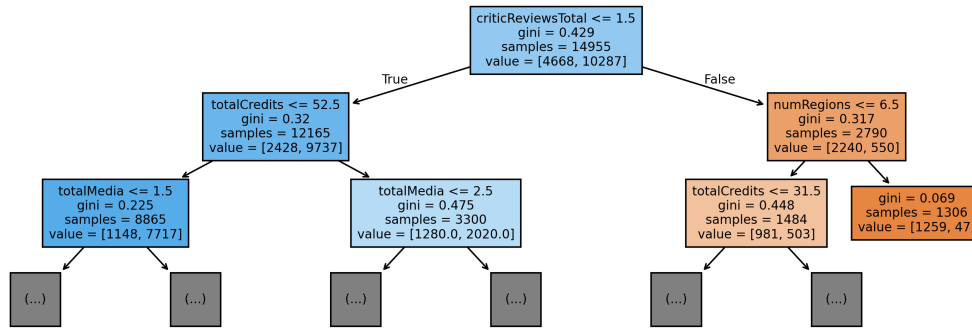 criticReviewsTotal <= 1.5
gini = 0.429
samples = 14955
value = [4668, 10287]
True
False
totalCredits <= 52.5
gini = 0.32
samples = 12165
value = [2428, 9737]
numRegions <= 6.5
gini = 0.317
samples = 2790
value = [2240, 550]
totalMedia <= 1.5
gini = 0.225
samples = 8865
value = [1148, 7717]
totalMedia <= 2.5
gini = 0.475
samples = 3300
value = [1280.0, 2020.0]
totalCredits <= 31.5
gini = 0.448
samples = 1484
value = [981, 503]
gini = 0.069
samples = 1306
value = [1259, 47
(...)
(...)
(...)
(...)
(...)
(...)